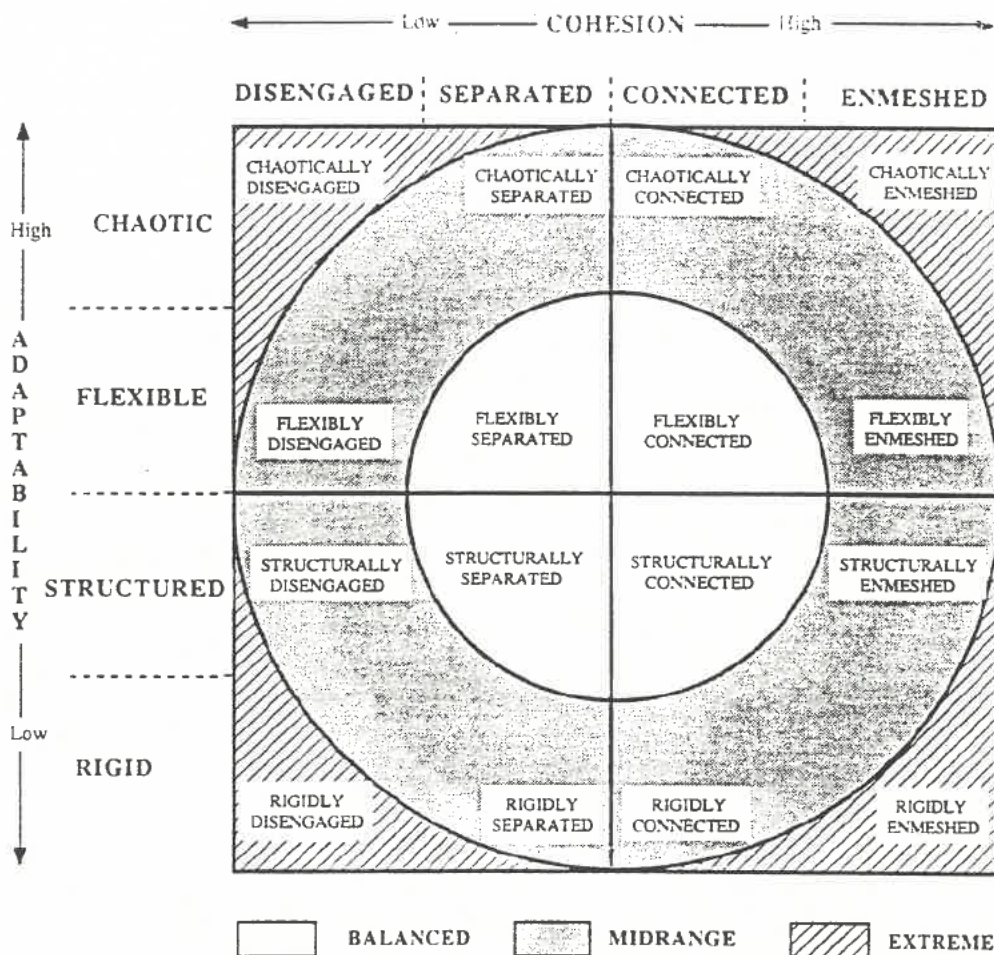 Low COHESION High
DISENGAGED SEPARATED CONNECTED ENMESHED
CHAOTICALLY
DISENGAGED
CHAOTICALLY
SEPARATED
CHAOTICALLY
CONNECTED
CHAOTICALLY
ENMESHED
High
CHAOTIC
ADAPTABILITY
FLEXIBLE
FLEXIBLY
DISENGAGED
FLEXIBLY
SEPARATED
FLEXIBLY
CONNECTED
FLEXIBLY
ENMESHED
STRUCTURED
STRUCTURALLY
DISENGAGED
STRUCTURALLY
SEPARATED
STRUCTURALLY
CONNECTED
STRUCTURALLY
ENMESHED
Low
RIGID
RIGIDLY
DISENGAGED
RIGIDLY
SEPARATED
RIGIDLY
CONNECTED
RIGIDLY
ENMESHED
BALANCED MIDRANGE EXTREME